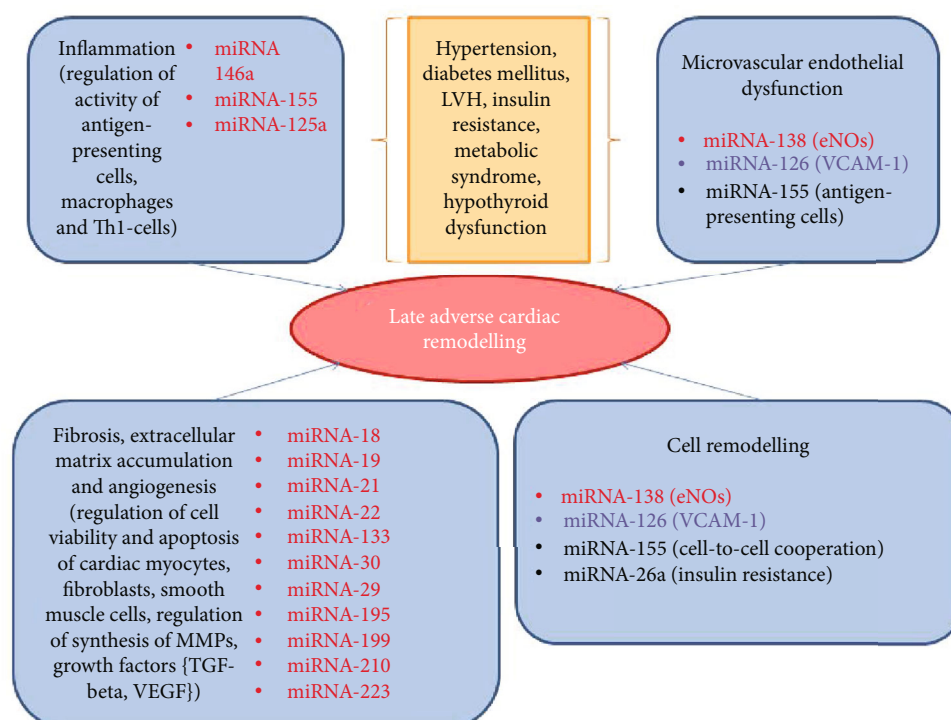 Inflammation
(regulation of
activity of
antigen-
presenting
cells,
macrophages
and Th1-cells)
• miRNA
146a
• miRNA-155
• miRNA-125a
Hypertension,
diabetes mellitus,
LVH, insulin
resistance,
metabolic
syndrome,
hypothyroid
dysfunction
Microvascular endothelial
dysfunction
• miRNA-138 (eNOs)
• miRNA-126 (VCAM-1)
• miRNA-155 (antigen-
presenting cells)
Late adverse cardiac
remodelling
Fibrosis, extracellular
matrix accumulation
and angiogenesis
(regulation of cell
viability and apoptosis
of cardiac myocytes,
fibroblasts, smooth
muscle cells, regulation
of synthesis of MMPs,
growth factors {TGF-
beta, VEGF})
• miRNA-18
• miRNA-19
• miRNA-21
• miRNA-22
• miRNA-133
• miRNA-30
• miRNA-29
• miRNA-195
• miRNA-199
• miRNA-210
• miRNA-223
Cell remodelling
• miRNA-138 (eNOs)
• miRNA-126 (VCAM-1)
• miRNA-155 (cell-to-cell cooperation)
• miRNA-26a (insulin resistance)